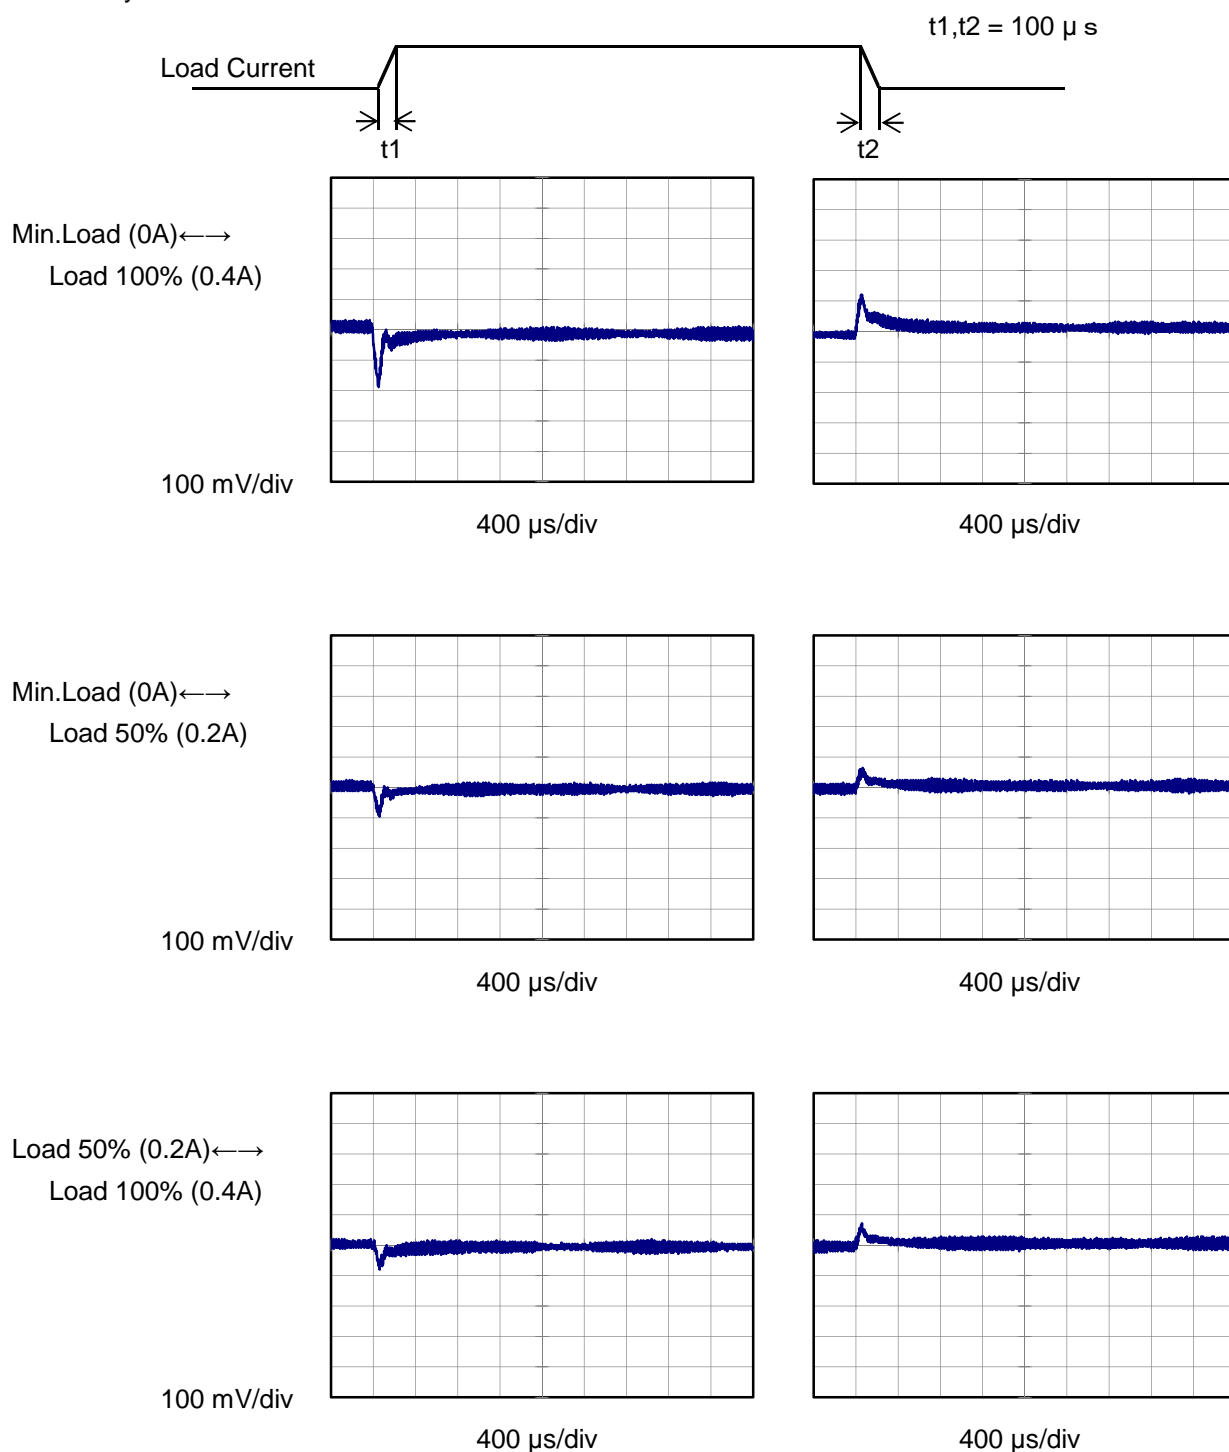 t1,t2 = 100 μ s
Load Current
t1
t2
Min.Load (0A)←→
Load 100% (0.4A)
100 mV/div
400 μs/div
400 μs/div
Min.Load (0A)←→
Load 50% (0.2A)
100 mV/div
400 μs/div
400 μs/div
Load 50% (0.2A)←→
Load 100% (0.4A)
100 mV/div
400 μs/div
400 μs/div